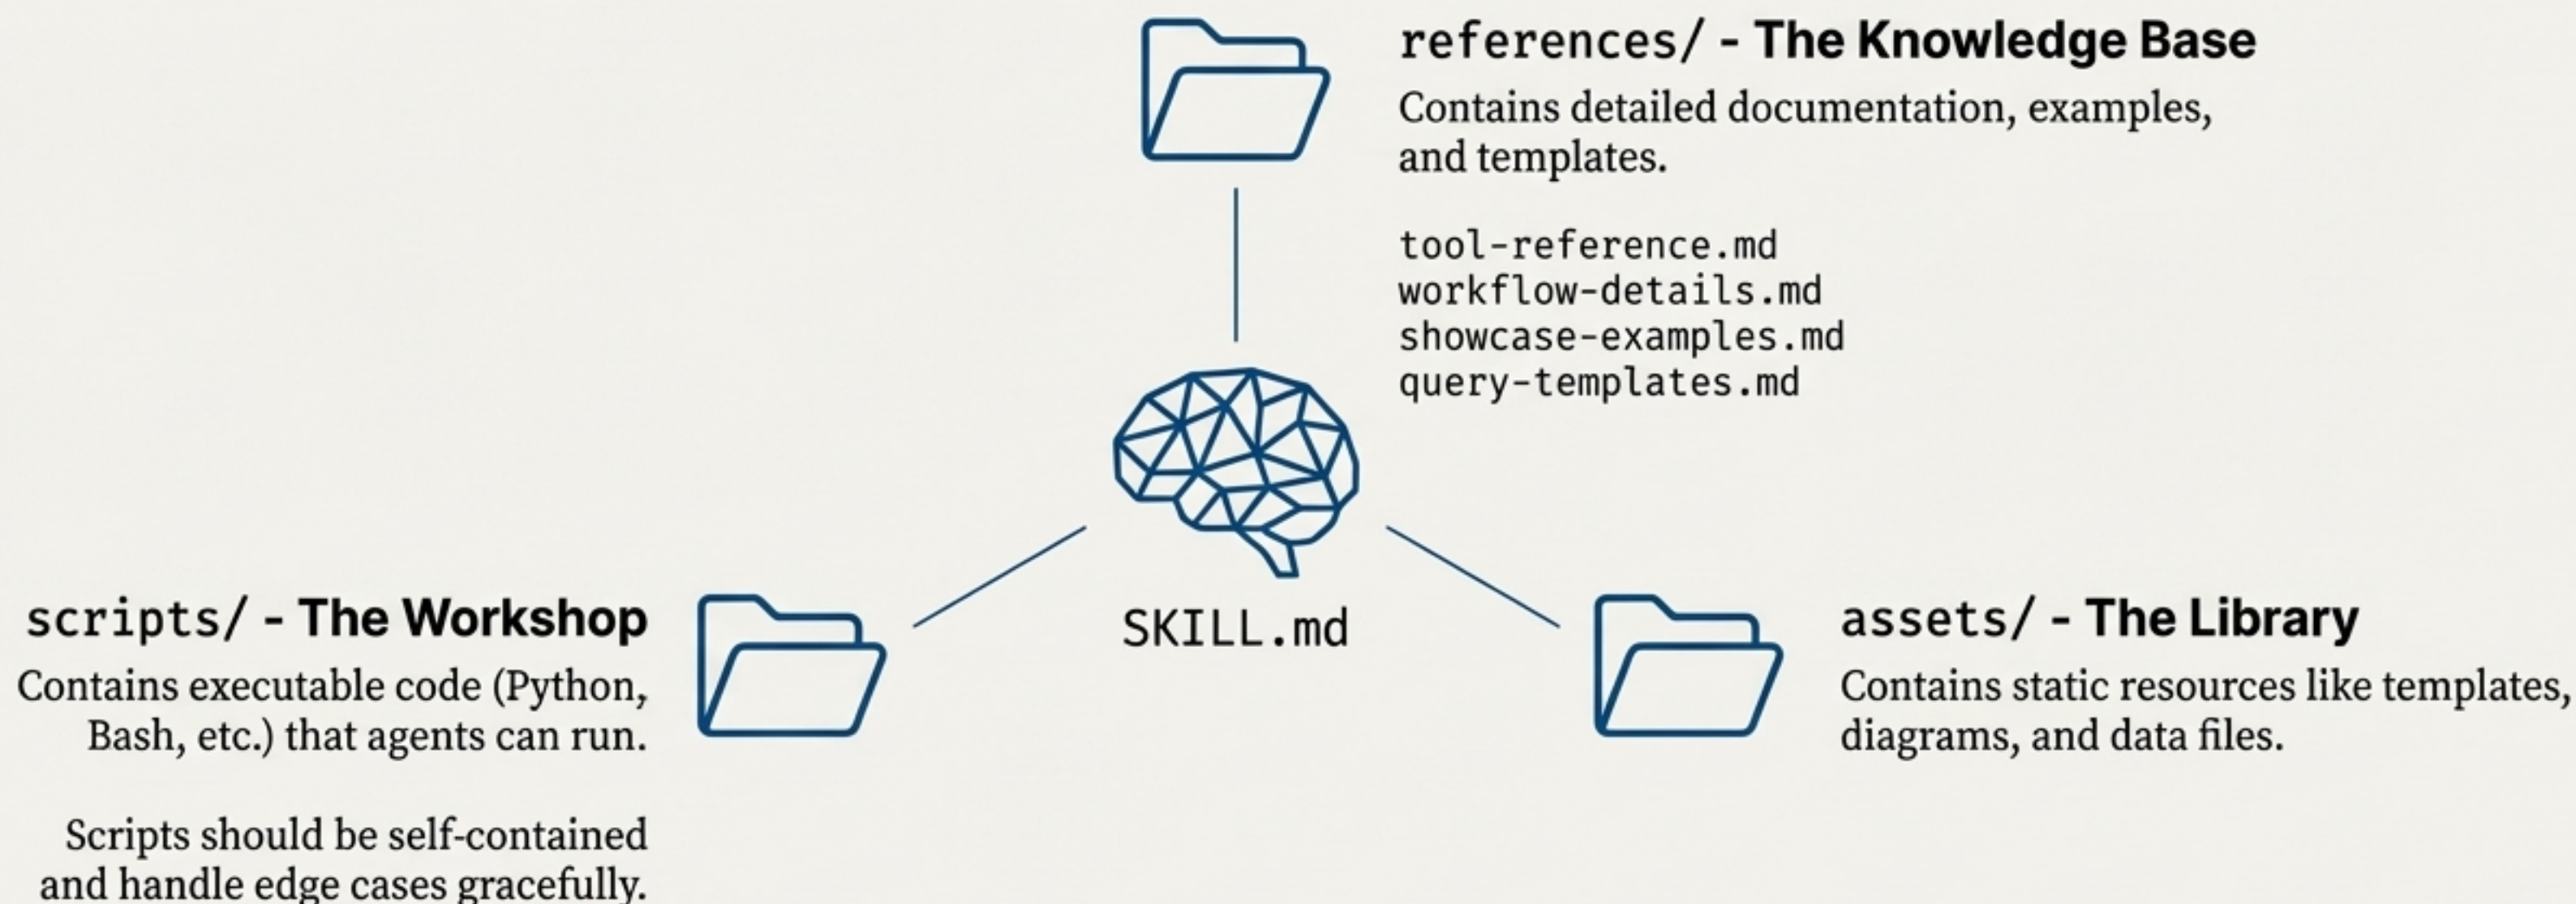 references/ - The Knowledge Base
Contains detailed documentation, examples,
and templates.
tool-reference.md
workflow-details.md
showcase-examples.md
query-templates.md
SKILL.md
scripts/ - The Workshop
Contains executable code (Python,
Bash, etc.) that agents can run.
Scripts should be self-contained
and handle edge cases gracefully.
assets/ - The Library
Contains static resources like templates,
diagrams, and data files.